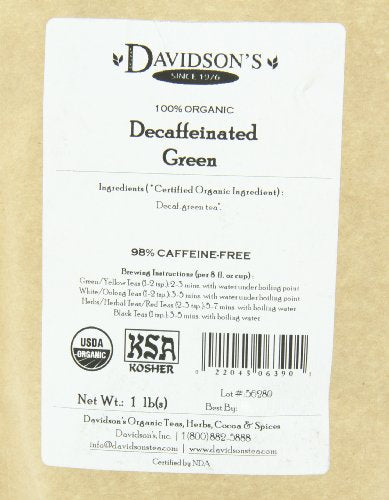 DAVIDSON'S
SINCE 1976
100% ORGANIC
Decaffeinated
Green
Ingredients (*Certified Organic Ingredient):
Decaf. green tea*.
98% CAFFEINE-FREE
Brewing Instructions (per 8 fl. oz. cup):
Green/Yellow Teas (1-2 tsp.): 2-3 mins. with water under boiling point
White/Oolong Teas (1-2 tsp.): 3-5 mins. with water under boiling point
Herbs/Herbal Teas/Red Teas (2-3 tsp.): 5-7 mins. with boiling water
Black Teas (1 tsp.): 3-5 mins. with boiling water
USDA
ORGANIC
KSA
KOSHER
0 22045 06390 1
Lot #: 56280
Net Wt.: 1 lb(s)
Best By:
Davidson's Organic Teas, Herbs, Cocoa & Spices
Davidson's, Inc. | 1 (800) 882-5888
info@davidsonstea.com | www.davidsonstea.com
Certified by NDA